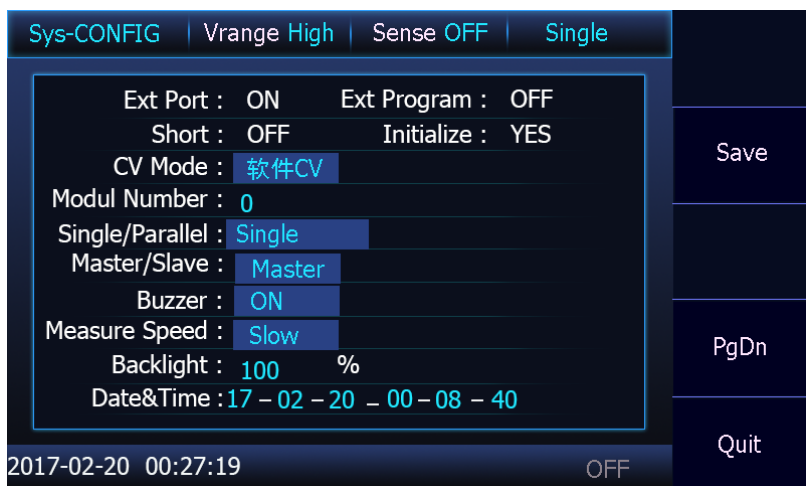 Sys-CONFIG Vrange High Sense OFF Single
Ext Port : ON Ext Program : OFF
Short : OFF Initialize : YES
CV Mode : 软件CV
Modul Number : 0
Single/Parallel : Single
Master/Slave : Master
Buzzer : ON
Measure Speed : Slow
Backlight : 100 %
Date&Time : 17 – 02 – 20 – 00 – 08 – 40
2017-02-20 00:27:19 OFF
Save
PgDn
Quit